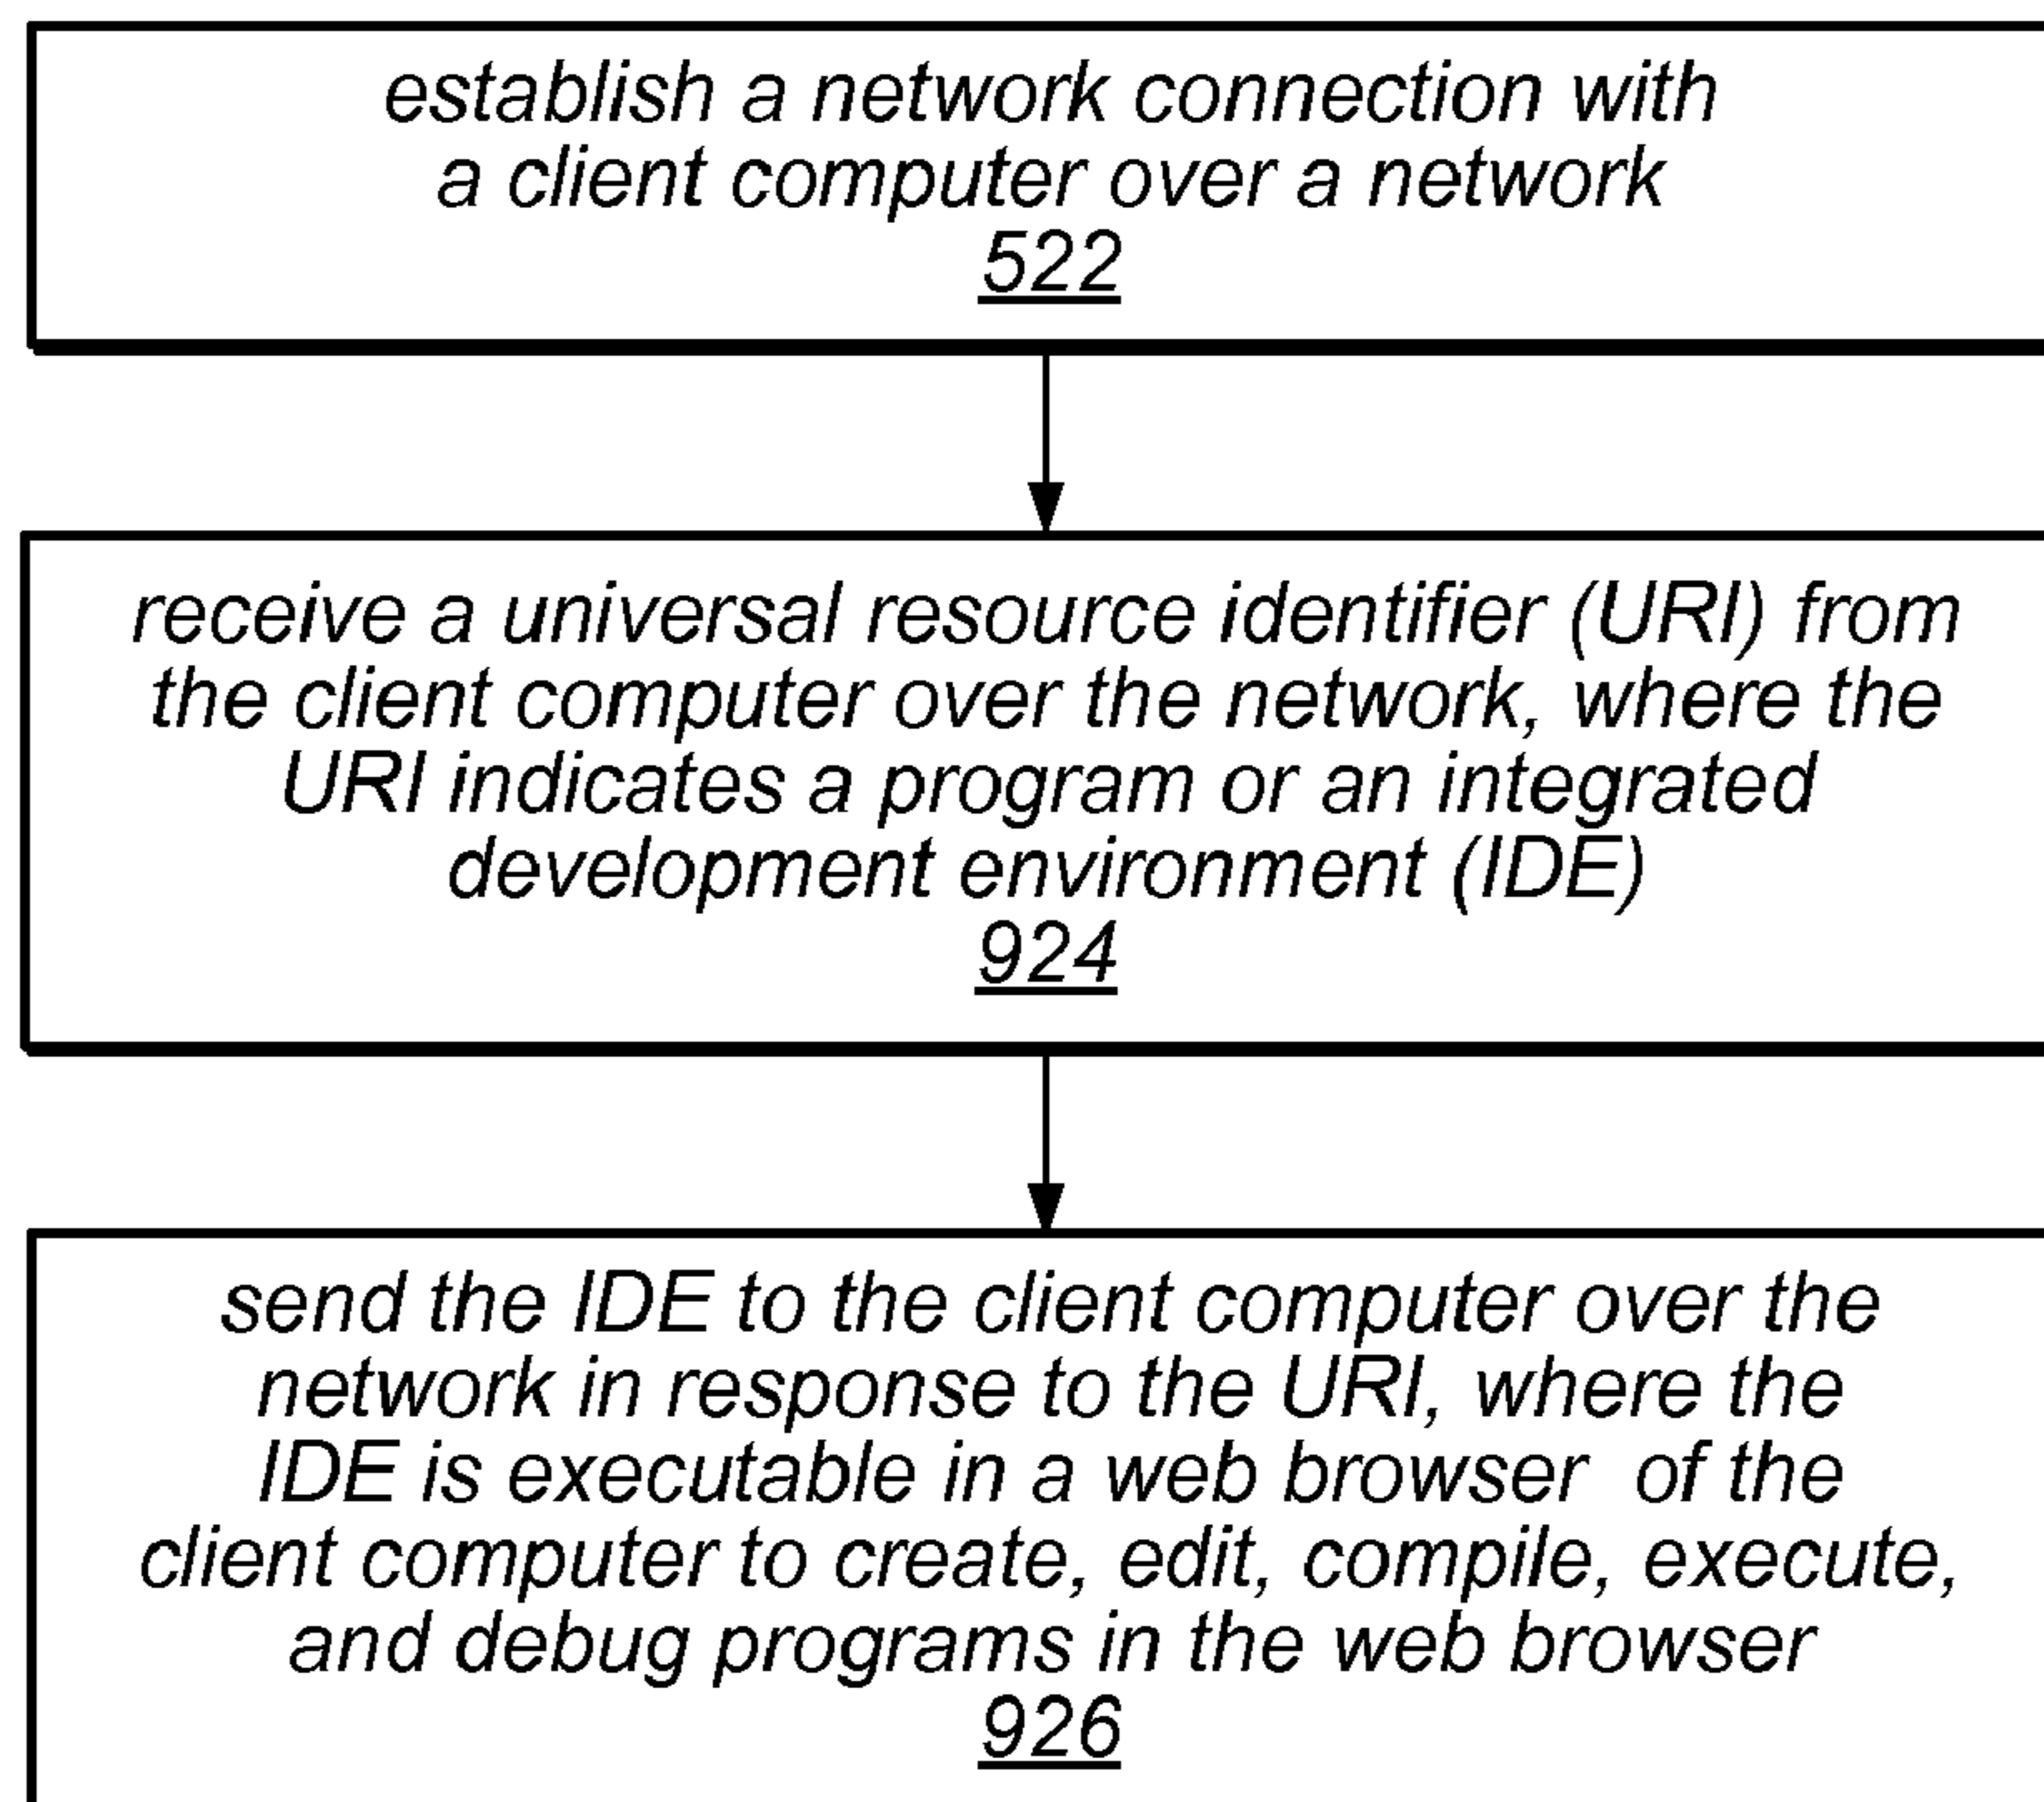 establish a network connection with
a client computer over a network
522
receive a universal resource identifier (URI) from
the client computer over the network, where the
URI indicates a program or an integrated
development environment (IDE)
924
send the IDE to the client computer over the
network in response to the URI, where the
IDE is executable in a web browser of the
client computer to create, edit, compile, execute,
and debug programs in the web browser
926